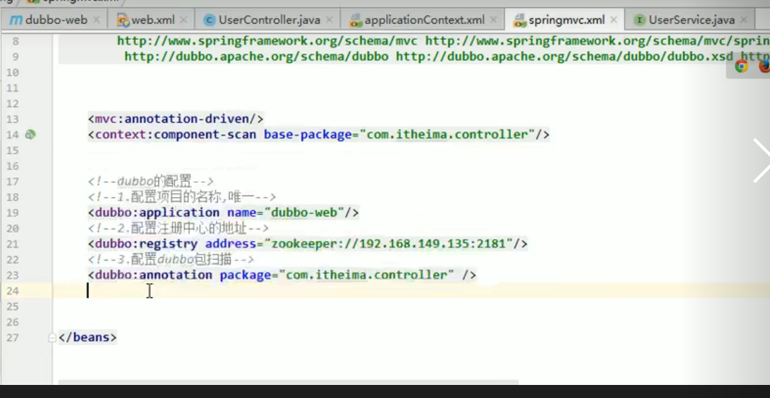 dubbo-web web.xml UserController.java applicationContext.xml springmvc.xml UserService.java
8 http://www.springframework.org/schema/mvc http://www.springframework.org/schema/mvc/sprin
9 http://dubbo.apache.org/schema/dubbo http://dubbo.apache.org/schema/dubbo/dubbo.xsd
10
11
12
13 <mvc:annotation-driven/>
14 <context:component-scan base-package="com.itheima.controller"/>
15
16
17 <!--dubbo的配置-->
18 <!--1.配置项目的名称,唯一-->
19 <dubbo:application name="dubbo-web"/>
20 <!--2.配置注册中心的地址-->
21 <dubbo:registry address="zookeeper://192.168.149.135:2181"/>
22 <!--3.配置dubbo包扫描-->
23 <dubbo:annotation package="com.itheima.controller" />
24
25
26
27 </beans>